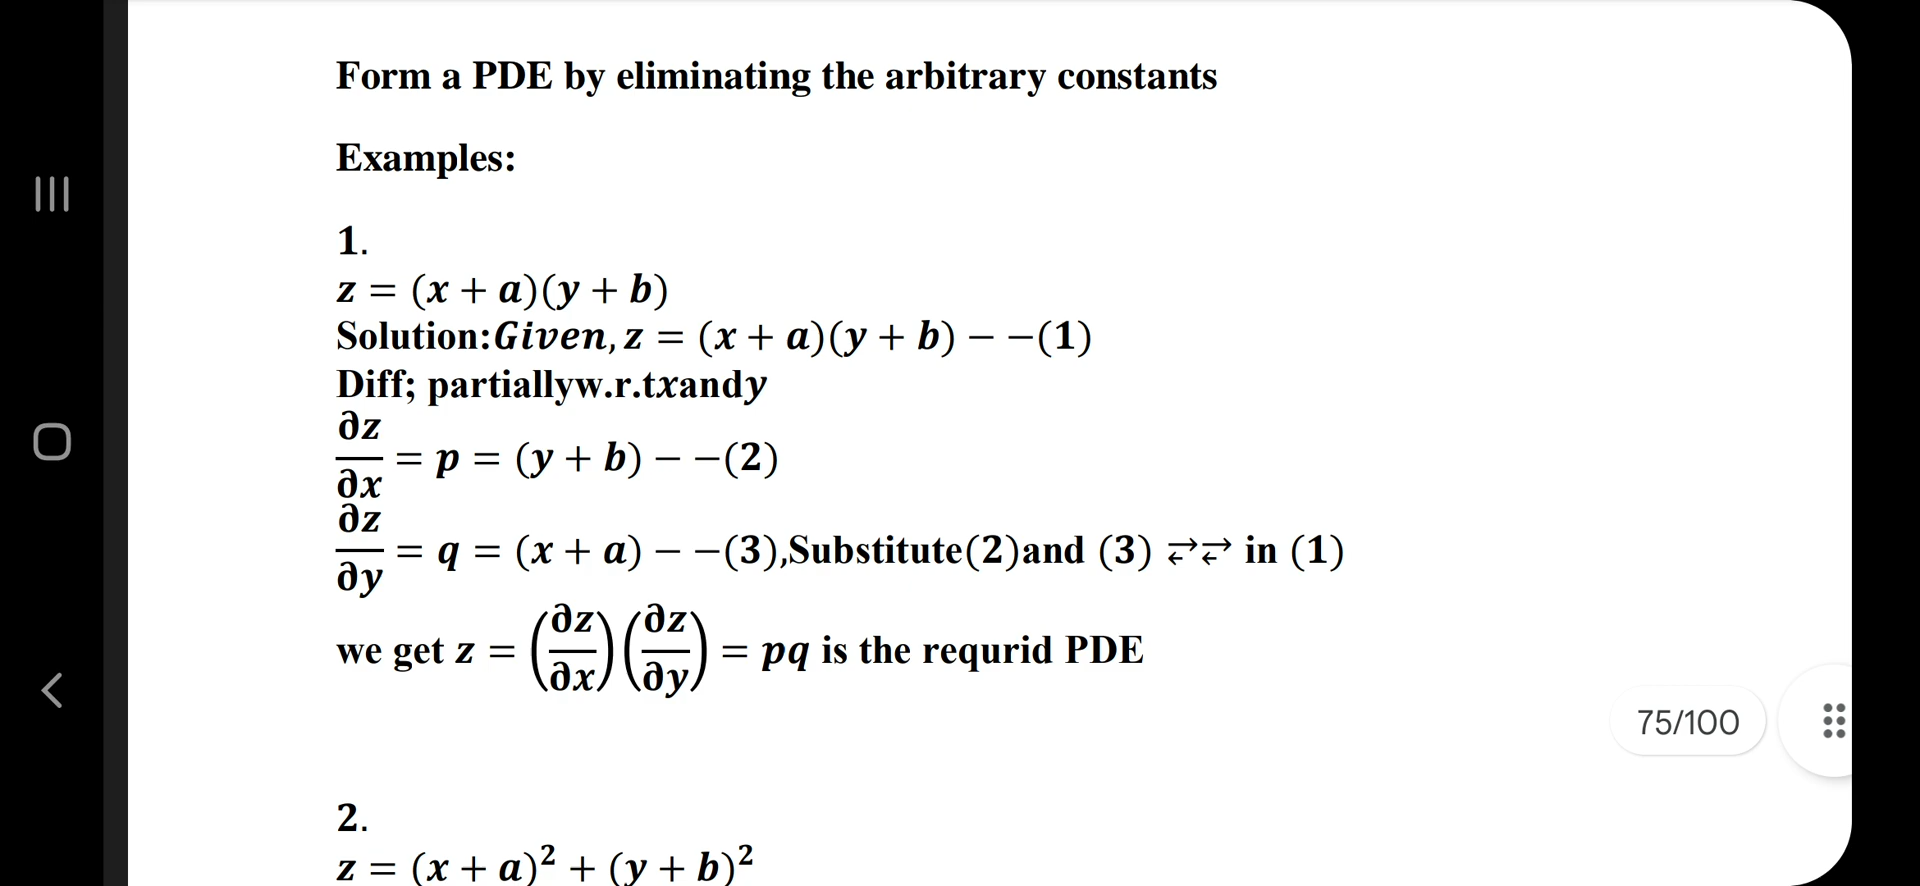 Form a PDE by eliminating the arbitrary constants
Examples:
1.
z = (x + a)(y + b)
Solution:Given, z = (x + a)(y + b) − −(1)
Diff; partiallyw.r.txandy
∂z/∂x = p = (y + b) − −(2)
∂z/∂y = q = (x + a) − −(3),Substitute(2)and (3) ⇄⇄ in (1)
we get z = (∂z/∂x)(∂z/∂y) = pq is the requrid PDE
75/100
2.
z = (x + a)² + (y + b)²